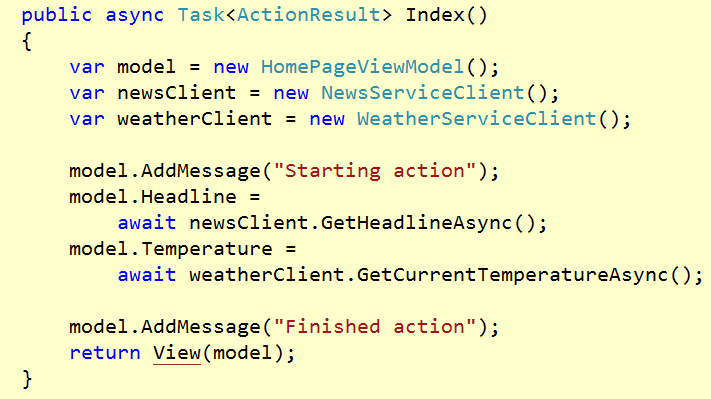 public async Task<ActionResult> Index()
{
    var model = new HomePageViewModel();
    var newsClient = new NewsServiceClient();
    var weatherClient = new WeatherServiceClient();

    model.AddMessage("Starting action");
    model.Headline =
        await newsClient.GetHeadlineAsync();
    model.Temperature =
        await weatherClient.GetCurrentTemperatureAsync();

    model.AddMessage("Finished action");
    return View(model);
}